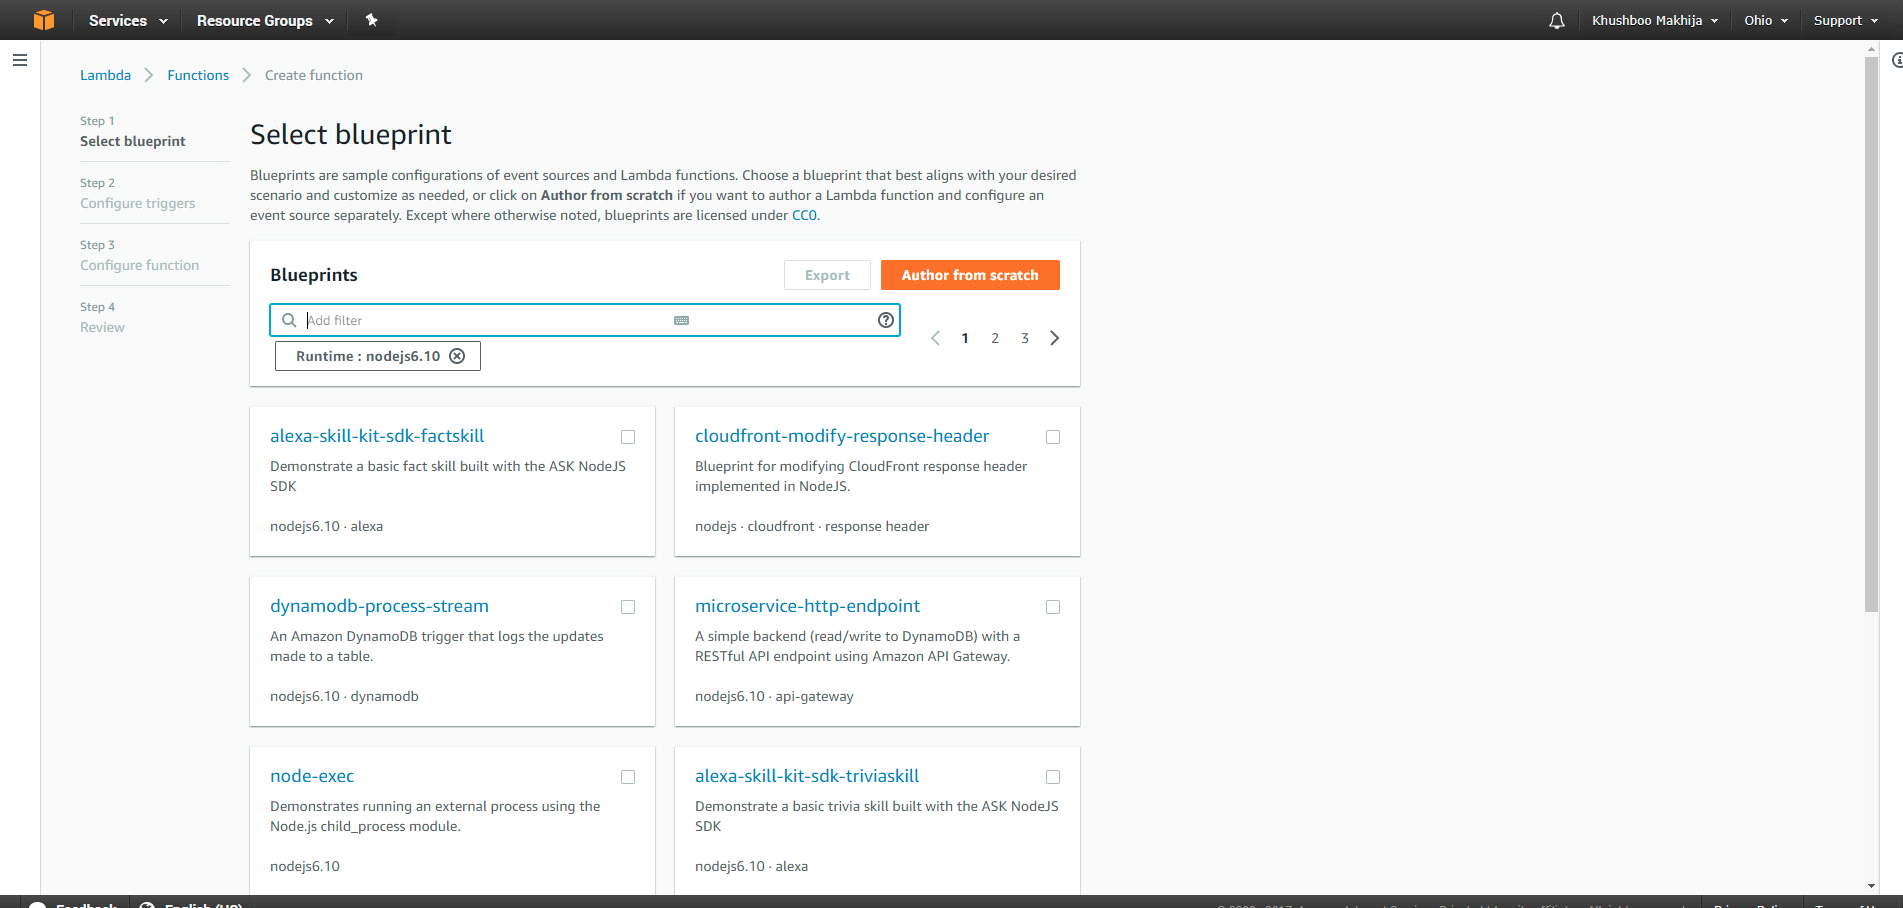 Services
Resource Groups
Khushboo Makhija
Ohio
Support
Lambda
Functions
Create function
Step 1
Select blueprint
Step 2
Configure triggers
Step 3
Configure function
Step 4
Review
Select blueprint
Blueprints are sample configurations of event sources and Lambda functions. Choose a blueprint that best aligns with your desired
scenario and customize as needed, or click on Author from scratch if you want to author a Lambda function and configure an
event source separately. Except where otherwise noted, blueprints are licensed under CC0.
Blueprints
Export
Author from scratch
Add filter
1 2 3
Runtime : nodejs6.10
alexa-skill-kit-sdk-factskill
Demonstrate a basic fact skill built with the ASK NodeJS
SDK
nodejs6.10 · alexa
cloudfront-modify-response-header
Blueprint for modifying CloudFront response header
implemented in NodeJS.
nodejs · cloudfront · response header
dynamodb-process-stream
An Amazon DynamoDB trigger that logs the updates
made to a table.
nodejs6.10 · dynamodb
microservice-http-endpoint
A simple backend (read/write to DynamoDB) with a
RESTful API endpoint using Amazon API Gateway.
nodejs6.10 · api-gateway
node-exec
Demonstrates running an external process using the
Node.js child_process module.
nodejs6.10
alexa-skill-kit-sdk-triviaskill
Demonstrate a basic trivia skill built with the ASK NodeJS
SDK
nodejs6.10 · alexa
Feedback
English (US)